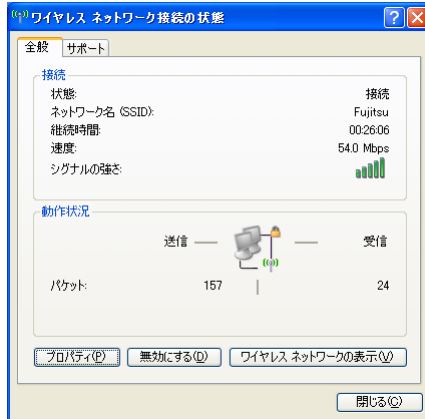 ワイヤレス ネットワーク接続の状態
全般 サポート
接続
状態: 接続
ネットワーク名 (SSID): Fujitsu
継続時間: 00:26:06
速度: 54.0 Mbps
シグナルの強さ:
動作状況
送信 受信
パケット: 157 24
プロパティ(P) 無効にする(D) ワイヤレス ネットワークの表示(V)
閉じる(C)